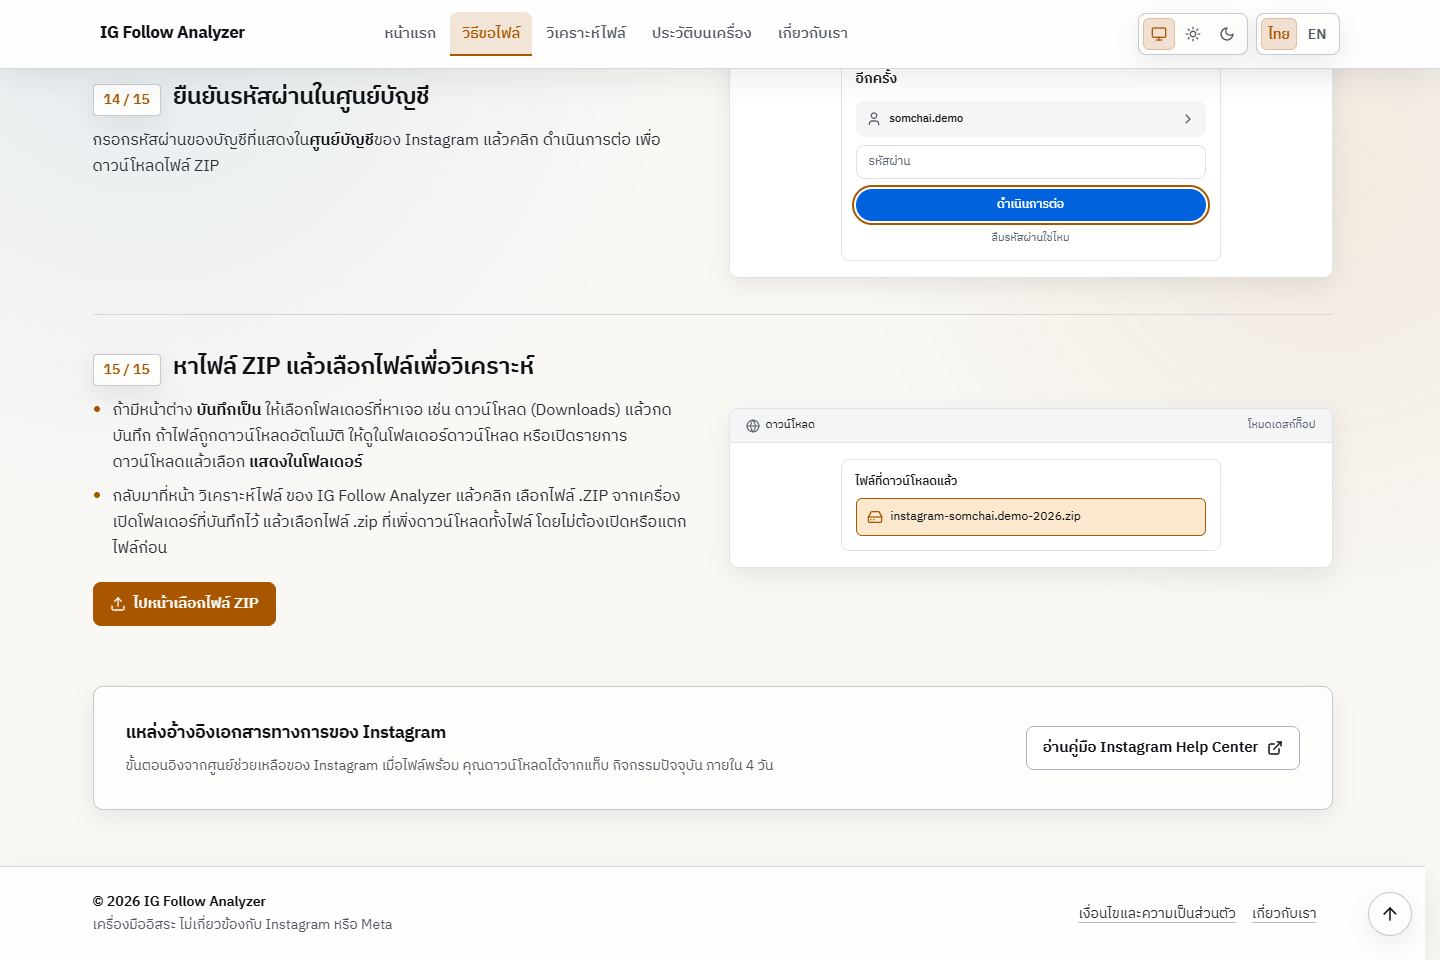 IG Follow Analyzer
หน้าแรก
วิธีขอไฟล์
วิเคราะห์ไฟล์
ประวัติบนเครื่อง
เกี่ยวกับเรา
ไทย
EN
14 / 15
ยืนยันรหัสผ่านในศูนย์บัญชี
กรอกรหัสผ่านของบัญชีที่แสดงในศูนย์บัญชีของ Instagram แล้วคลิก ดำเนินการต่อ เพื่อ
ดาวน์โหลดไฟล์ ZIP
อีกครั้ง
somchai.demo
รหัสผ่าน
ดำเนินการต่อ
ลืมรหัสผ่านใช่ไหม
15 / 15
หาไฟล์ ZIP แล้วเลือกไฟล์เพื่อวิเคราะห์
ถ้ามีหน้าต่าง บันทึกเป็น ให้เลือกโฟลเดอร์ที่หาเจอ เช่น ดาวน์โหลด (Downloads) แล้วกด
บันทึก ถ้าไฟล์ถูกดาวน์โหลดอัตโนมัติ ให้ดูในโฟลเดอร์ดาวน์โหลด หรือเปิดรายการ
ดาวน์โหลดแล้วเลือก แสดงในโฟลเดอร์
กลับมาที่หน้า วิเคราะห์ไฟล์ ของ IG Follow Analyzer แล้วคลิก เลือกไฟล์ .ZIP จากเครื่อง
เปิดโฟลเดอร์ที่บันทึกไว้ แล้วเลือกไฟล์ .zip ที่เพิ่งดาวน์โหลดทั้งไฟล์ โดยไม่ต้องเปิดหรือแตก
ไฟล์ก่อน
ไปหน้าเลือกไฟล์ ZIP
ดาวน์โหลด
โหมดเดสก์ท็อป
ไฟล์ที่ดาวน์โหลดแล้ว
instagram-somchai.demo-2026.zip
แหล่งอ้างอิงเอกสารทางการของ Instagram
ขั้นตอนอิงจากศูนย์ช่วยเหลือของ Instagram เมื่อไฟล์พร้อม คุณดาวน์โหลดได้จากแท็บ กิจกรรมปัจจุบัน ภายใน 4 วัน
อ่านคู่มือ Instagram Help Center
© 2026 IG Follow Analyzer
เครื่องมืออิสระ ไม่เกี่ยวข้องกับ Instagram หรือ Meta
เงื่อนไขและความเป็นส่วนตัว
เกี่ยวกับเรา